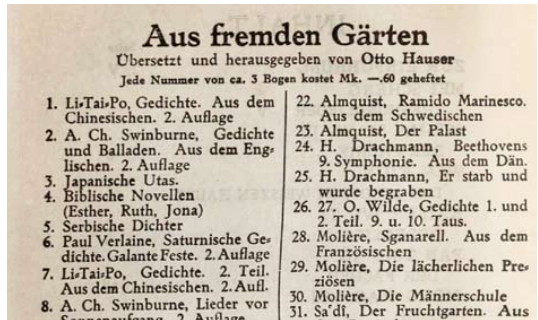 Aus fremden Gärten
Übersetzt und herausgegeben von Otto Hauser
Jede Nummer von ca. 3 Bogen kostet Mk. —.60 geheftet
1. Li-Tai-Po, Gedichte. Aus dem
Chinesischen. 2. Auflage
2. A. Ch. Swinburne, Gedichte
und Balladen. Aus dem Eng-
lischen. 2. Auflage
3. Japanische Utas.
4. Biblische Novellen
(Esther, Ruth, Jona)
5. Serbische Dichter
6. Paul Verlaine, Saturnische Ge-
dichte. Galante Feste. 2. Auflage
7. Li-Tai-Po, Gedichte. 2. Teil.
Aus dem Chinesischen. 2. Aufl.
8. A. Ch. Swinburne, Lieder vor
Sonnenaufgang. 2. Auflage
22. Almquist, Ramido Marinesco.
Aus dem Schwedischen
23. Almquist, Der Palast
24. H. Drachmann, Beethovens
9. Symphonie. Aus dem Dän.
25. H. Drachmann, Er starb und
wurde begraben
26. 27. O. Wilde, Gedichte 1. und
2. Teil. 9. u. 10. Taus.
28. Molière, Sganarell. Aus dem
Französischen
29. Molière, Die lächerlichen Pre-
ziösen
30. Molière, Die Männerschule
31. Sa'dî, Der Fruchtgarten. Aus